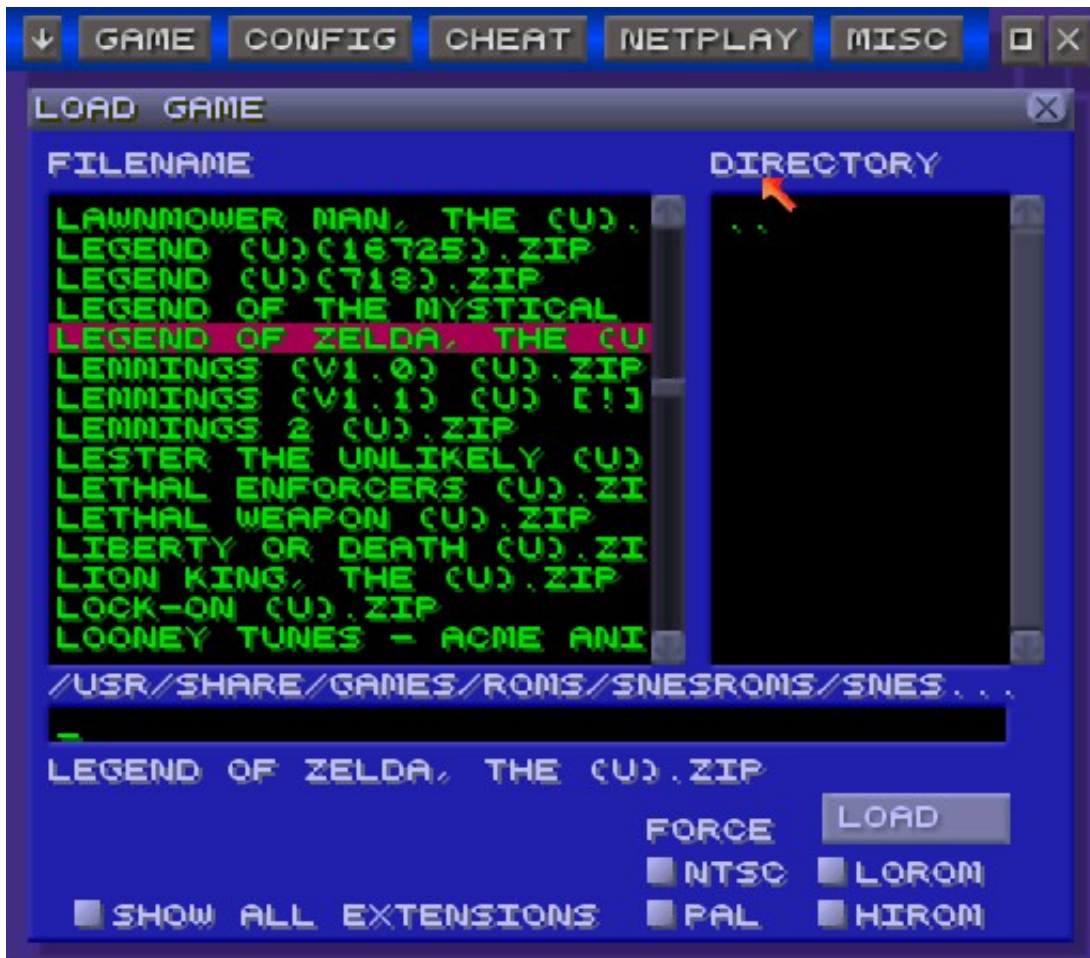 GAME CONFIG CHEAT NETPLAY MISC
LOAD GAME
FILENAME
LAWNMOWER MAN, THE (U).
LEGEND (U)(16725).ZIP
LEGEND (U)(718).ZIP
LEGEND OF THE MYSTICAL
LEGEND OF ZELDA, THE (U
LEMMINGS (V1.0) (U).ZIP
LEMMINGS (V1.1) (U) [!]
LEMMINGS 2 (U).ZIP
LESTER THE UNLIKELY (U)
LETHAL ENFORCERS (U).ZI
LETHAL WEAPON (U).ZIP
LIBERTY OR DEATH (U).ZI
LION KING, THE (U).ZIP
LOCK-ON (U).ZIP
LOONEY TUNES - ACME ANI
DIRECTORY
..
/USR/SHARE/GAMES/ROMS/SNESROMS/SNES...
_
LEGEND OF ZELDA, THE (U).ZIP
LOAD
FORCE
NTSC LOROM
SHOW ALL EXTENSIONS PAL HIROM